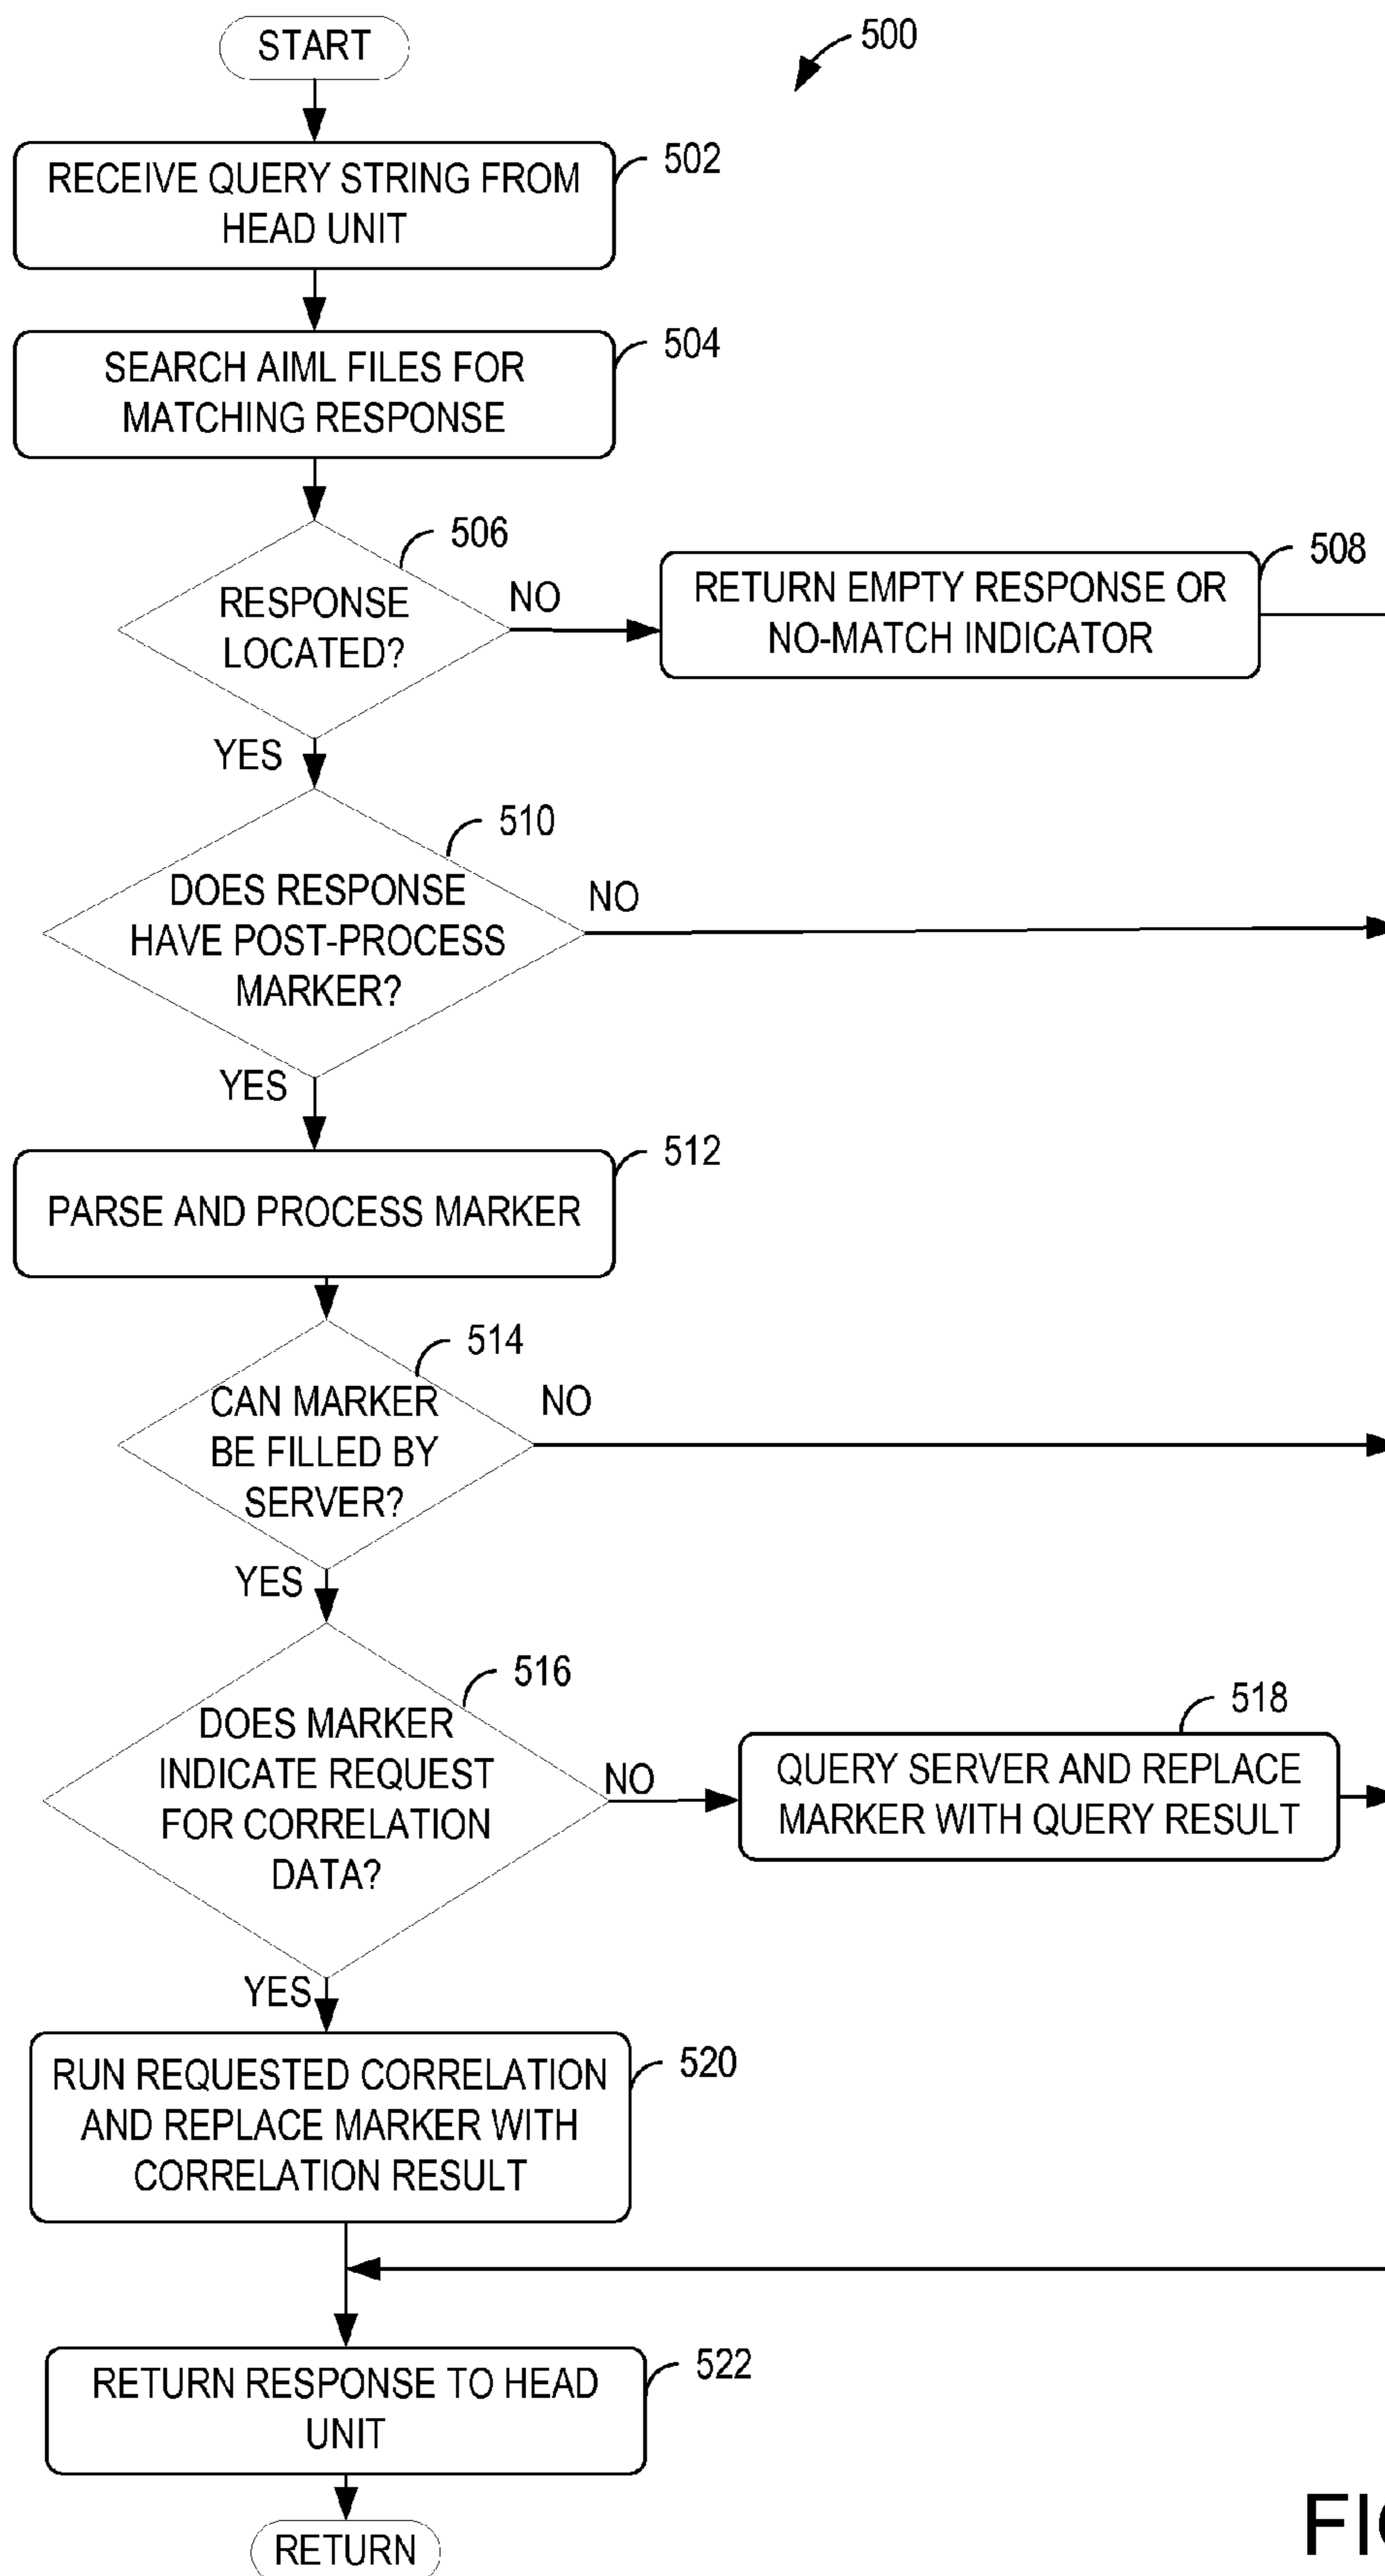 START
500
RECEIVE QUERY STRING FROM
HEAD UNIT
502
SEARCH AIML FILES FOR
MATCHING RESPONSE
504
506
RESPONSE
LOCATED?
NO
RETURN EMPTY RESPONSE OR
NO-MATCH INDICATOR
508
YES
510
DOES RESPONSE
HAVE POST-PROCESS
MARKER?
NO
YES
512
PARSE AND PROCESS MARKER
514
CAN MARKER
BE FILLED BY
SERVER?
NO
YES
516
DOES MARKER
INDICATE REQUEST
FOR CORRELATION
DATA?
NO
518
QUERY SERVER AND REPLACE
MARKER WITH QUERY RESULT
YES
RUN REQUESTED CORRELATION
AND REPLACE MARKER WITH
CORRELATION RESULT
520
RETURN RESPONSE TO HEAD
UNIT
522
RETURN